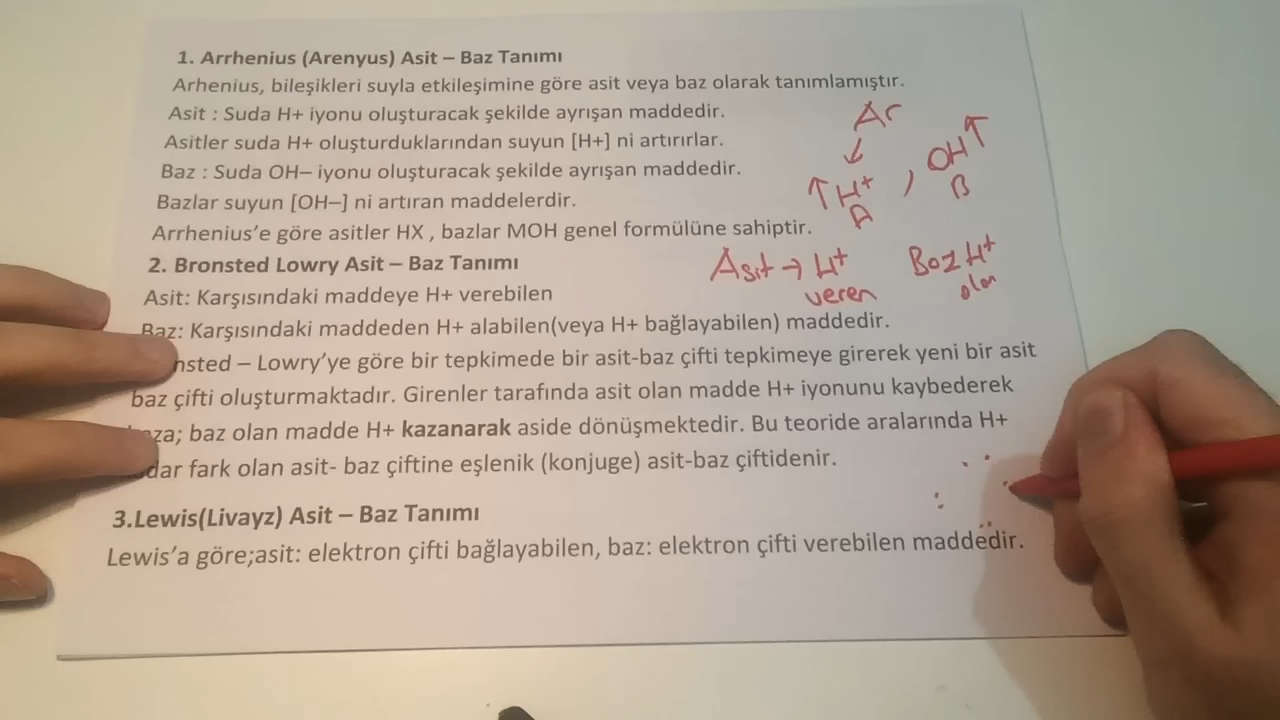 1. Arrhenius (Arenyus) Asit – Baz Tanımı
Arhenius, bileşikleri suyla etkileşimine göre asit veya baz olarak tanımlamıştır.
Asit : Suda H+ iyonu oluşturacak şekilde ayrışan maddedir.
Asitler suda H+ oluşturduklarından suyun [H+] ni artırırlar.
Baz : Suda OH– iyonu oluşturacak şekilde ayrışan maddedir.
Bazlar suyun [OH–] ni artıran maddelerdir.
Arrhenius’e göre asitler HX , bazlar MOH genel formülüne sahiptir.
Ar
↓
↑ H+ , OH ↑
A B
2. Bronsted Lowry Asit – Baz Tanımı
Asit → H+ Baz H+
veren alan
Asit: Karşısındaki maddeye H+ verebilen
Baz: Karşısındaki maddeden H+ alabilen(veya H+ bağlayabilen) maddedir.
nsted – Lowry’ye göre bir tepkimede bir asit-baz çifti tepkimeye girerek yeni bir asit
baz çifti oluşturmaktadır. Girenler tarafında asit olan madde H+ iyonunu kaybederek
za; baz olan madde H+ kazanarak aside dönüşmektedir. Bu teoride aralarında H+
dar fark olan asit- baz çiftine eşlenik (konjuge) asit-baz çiftidenir.
3.Lewis(Livayz) Asit – Baz Tanımı
Lewis’a göre;asit: elektron çifti bağlayabilen, baz: elektron çifti verebilen maddedir.